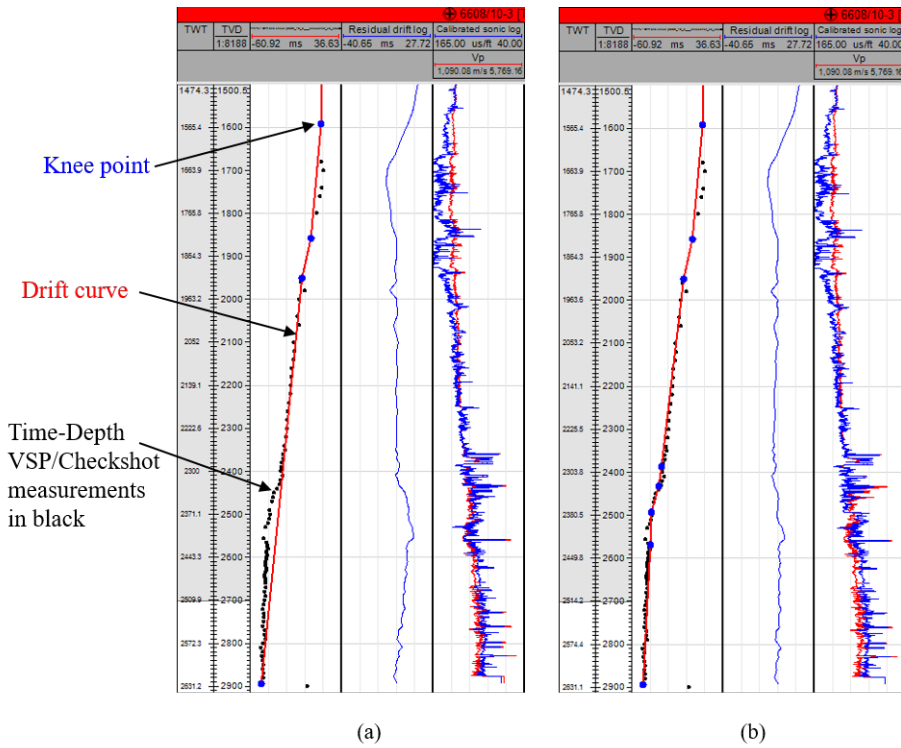 6608/10-3 [
TWT TVD Residual drift log Calibrated sonic log
1:8188 -60.92 ms 36.63 -40.65 ms 27.72 165.00 us/ft 40.00
Vp
1,090.08 m/s 5,769.16
1474.3 1500.5
1565.4 1600
1663.9 1700
1765.8 1800
1864.3 1900
1963.2 2000
2052 2100
2139.1 2200
2222.6 2300
2300 2400
2371.1 2500
2443.3 2600
2509.9 2700
2572.3 2800
2631.2 2900
Knee point
Drift curve
Time-Depth
VSP/Checkshot
measurements
in black
(a)
6608/10-3 [
TWT TVD Residual drift log Calibrated sonic log
1:8188 -60.92 ms 36.63 -40.65 ms 27.72 165.00 us/ft 40.00
Vp
1,090.08 m/s 5,769.16
1474.3 1500.5
1565.4 1600
1663.9 1700
1765.8 1800
1864.3 1900
1963.6 2000
2053.2 2100
2141.1 2200
2225.5 2300
2303.8 2400
2380.5 2500
2449.8 2600
2514.2 2700
2574.4 2800
2631.1 2900
(b)